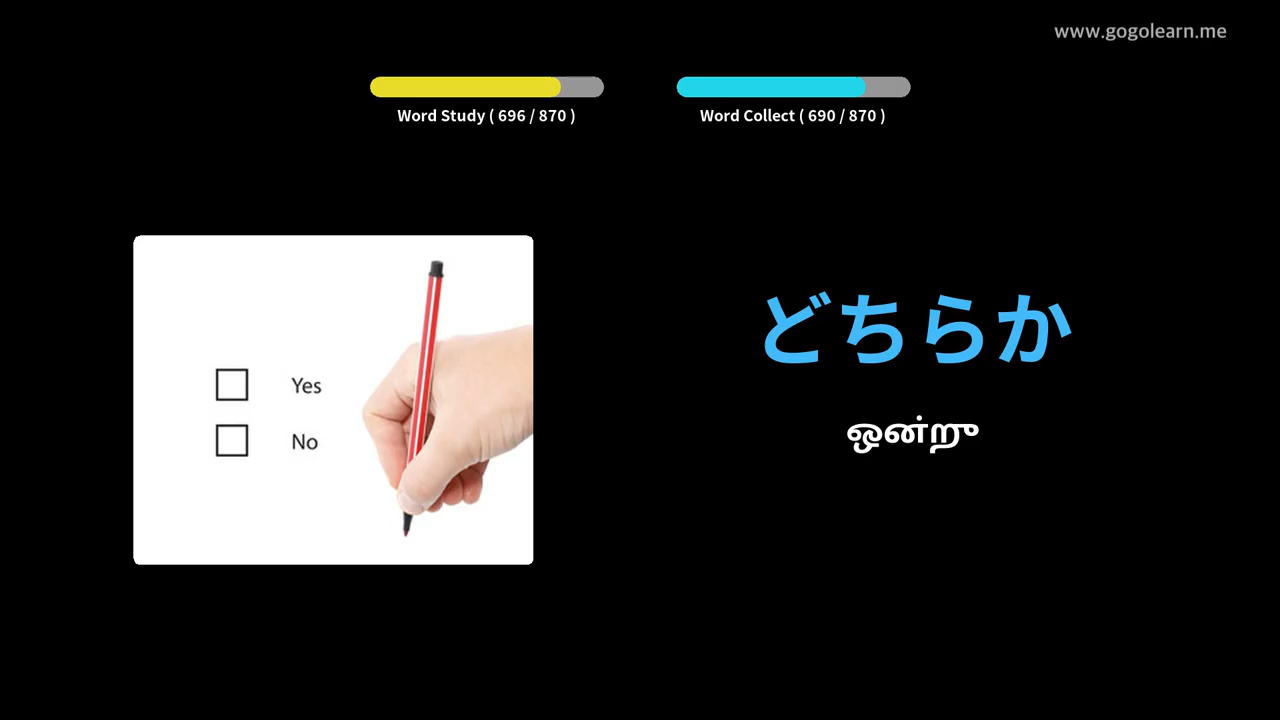 www.gogolearn.me
Word Study ( 696 / 870 )
Word Collect ( 690 / 870 )
Yes
No
どちらか
ஒன்று